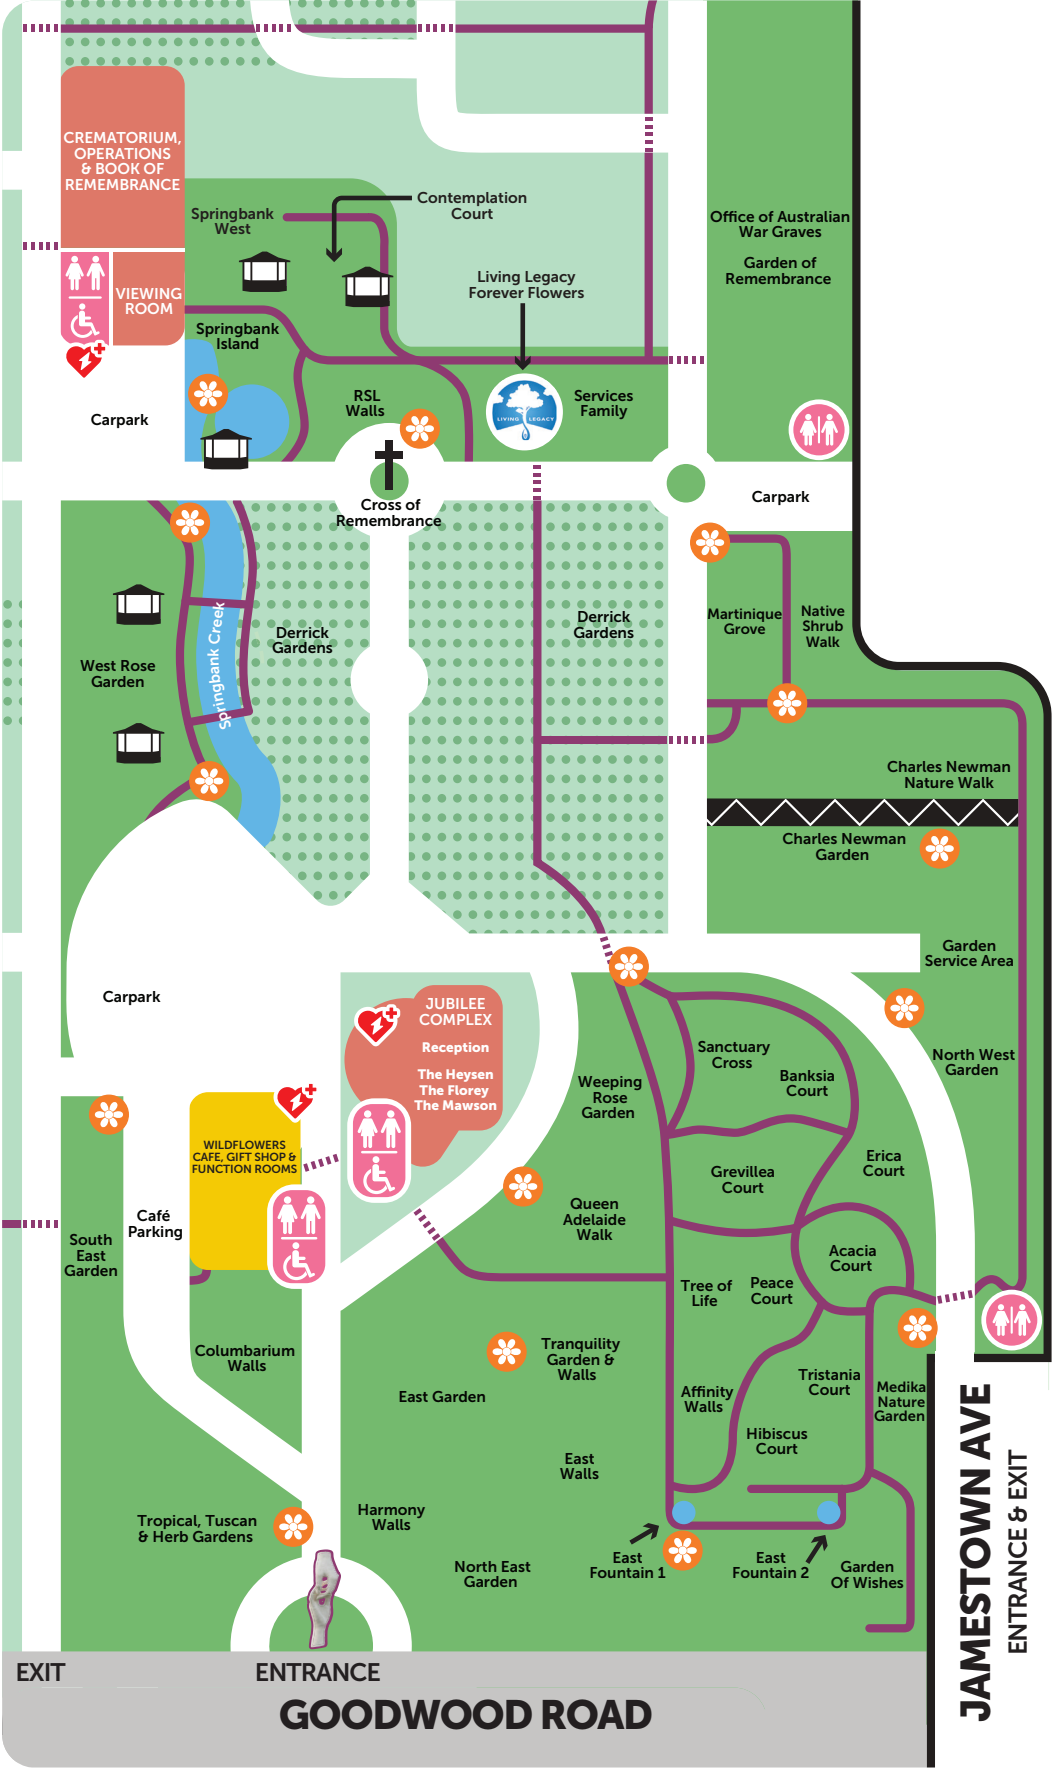 CREMATORIUM,
OPERATIONS
& BOOK OF
REMEMBRANCE
VIEWING
ROOM
Springbank
West
Contemplation
Court
Living Legacy
Forever Flowers
Office of Australian
War Graves
Garden of
Remembrance
Springbank
Island
RSL
Walls
LIVING LEGACY
Services
Family
Carpark
Cross of
Remembrance
Carpark
Springbank Creek
Derrick
Gardens
Derrick
Gardens
Martinique
Grove
Native
Shrub
Walk
West Rose
Garden
Charles Newman
Nature Walk
Charles Newman
Garden
Garden
Service Area
Carpark
JUBILEE
COMPLEX
Reception
The Heysen
The Florey
The Mawson
Sanctuary
Cross
Banksia
Court
North West
Garden
Weeping
Rose
Garden
WILDFLOWERS
CAFE, GIFT SHOP &
FUNCTION ROOMS
Erica
Court
Grevillea
Court
Queen
Adelaide
Walk
Café
Parking
South
East
Garden
Acacia
Court
Tree of
Life
Peace
Court
Columbarium
Walls
Tranquility
Garden &
Walls
East Garden
Affinity
Walls
Tristania
Court
Medika
Nature
Garden
Hibiscus
Court
East
Walls
Harmony
Walls
Tropical, Tuscan
& Herb Gardens
North East
Garden
East
Fountain 1
East
Fountain 2
Garden
Of Wishes
JAMESTOWN AVE
ENTRANCE & EXIT
EXIT
ENTRANCE
GOODWOOD ROAD